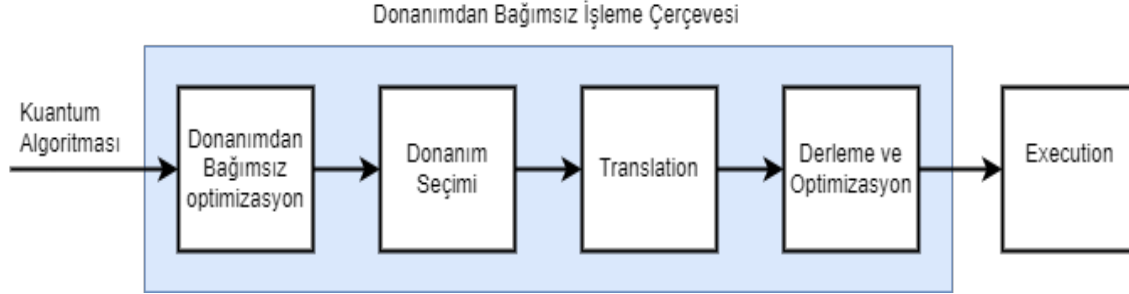 Donanımdan Bağımsız İşleme Çerçevesi
Kuantum
Algoritması
Donanımdan
Bağımsız
optimizasyon
Donanım
Seçimi
Translation
Derleme ve
Optimizasyon
Execution